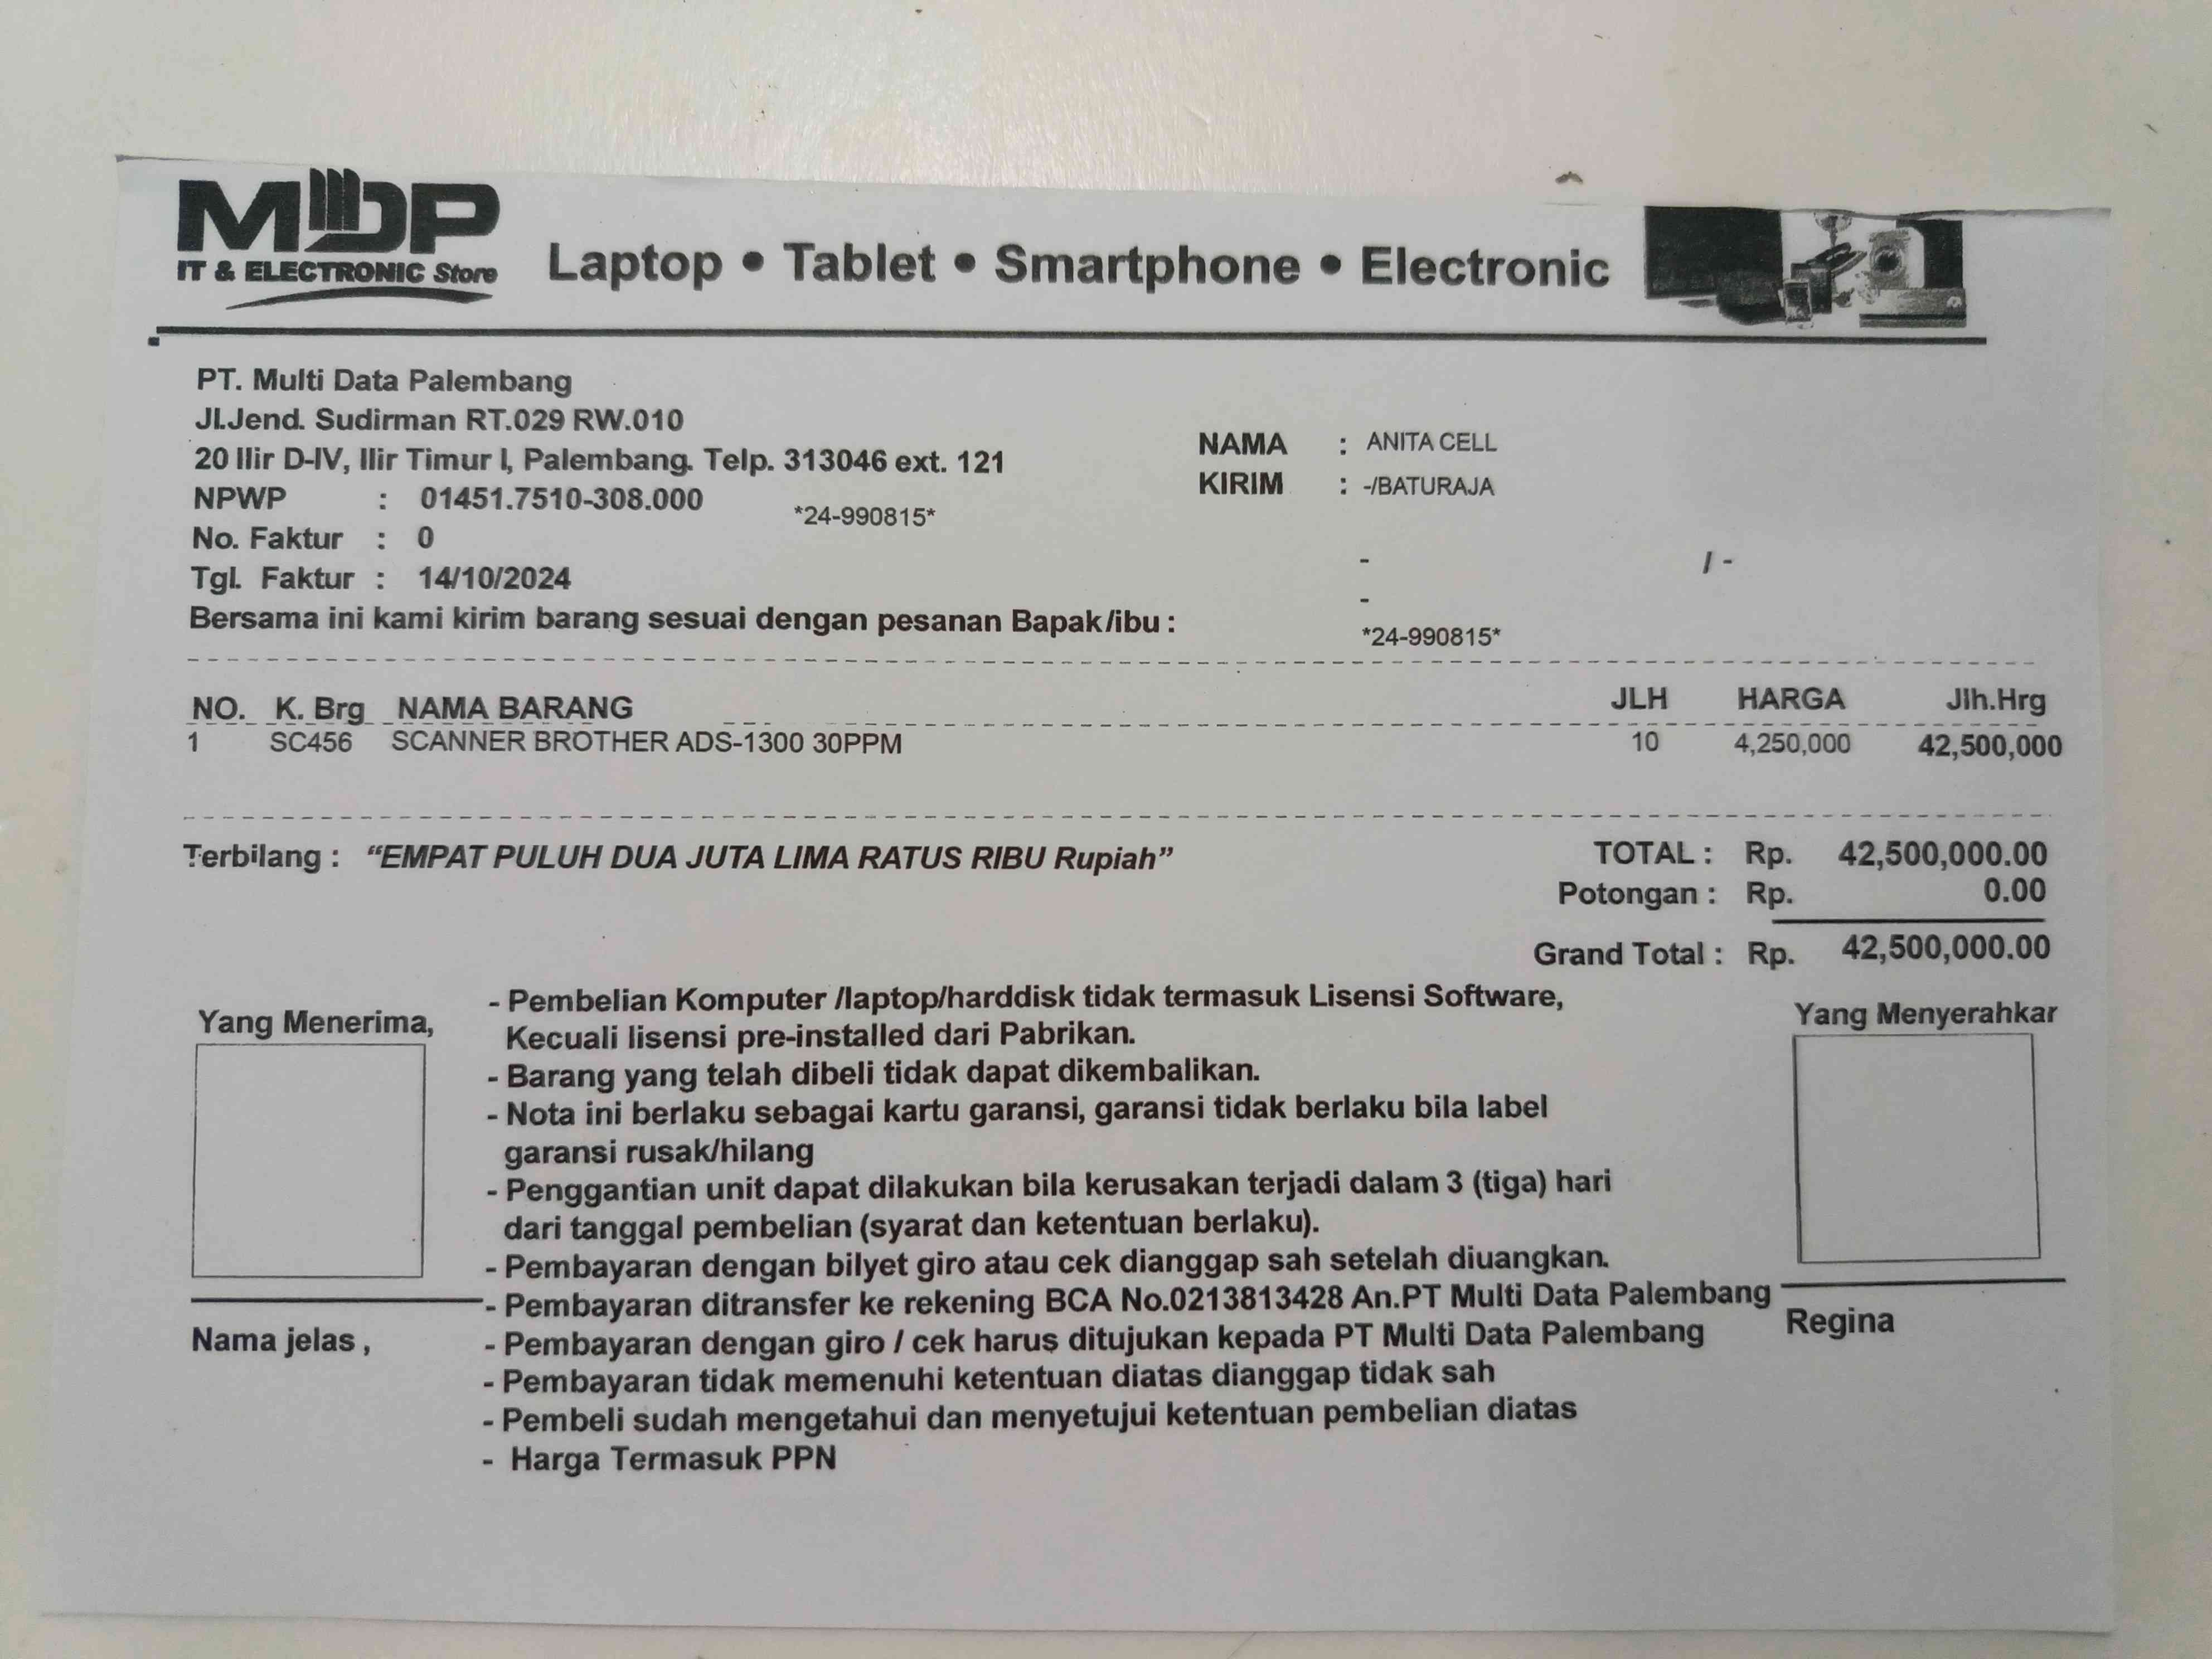 MDP
IT & ELECTRONIC Store
Laptop • Tablet • Smartphone • Electronic
PT. Multi Data Palembang
Jl.Jend. Sudirman RT.029 RW.010
20 Ilir D-IV, Ilir Timur I, Palembang. Telp. 313046 ext. 121
NPWP : 01451.7510-308.000
*24-990815*
No. Faktur : 0
Tgl. Faktur : 14/10/2024
Bersama ini kami kirim barang sesuai dengan pesanan Bapak/ibu :
NAMA : ANITA CELL
KIRIM : -/BATURAJA
- / -
-
*24-990815*
NO. K. Brg NAMA BARANG JLH HARGA Jlh.Hrg
1 SC456 SCANNER BROTHER ADS-1300 30PPM 10 4,250,000 42,500,000
Terbilang : “EMPAT PULUH DUA JUTA LIMA RATUS RIBU Rupiah”
TOTAL : Rp. 42,500,000.00
Potongan : Rp. 0.00
Grand Total : Rp. 42,500,000.00
Yang Menerima,
Nama jelas ,
- Pembelian Komputer /laptop/harddisk tidak termasuk Lisensi Software,
Kecuali lisensi pre-installed dari Pabrikan.
- Barang yang telah dibeli tidak dapat dikembalikan.
- Nota ini berlaku sebagai kartu garansi, garansi tidak berlaku bila label
garansi rusak/hilang
- Penggantian unit dapat dilakukan bila kerusakan terjadi dalam 3 (tiga) hari
dari tanggal pembelian (syarat dan ketentuan berlaku).
- Pembayaran dengan bilyet giro atau cek dianggap sah setelah diuangkan.
- Pembayaran ditransfer ke rekening BCA No.0213813428 An.PT Multi Data Palembang
- Pembayaran dengan giro / cek harus ditujukan kepada PT Multi Data Palembang
- Pembayaran tidak memenuhi ketentuan diatas dianggap tidak sah
- Pembeli sudah mengetahui dan menyetujui ketentuan pembelian diatas
- Harga Termasuk PPN
Yang Menyerahkar
Regina